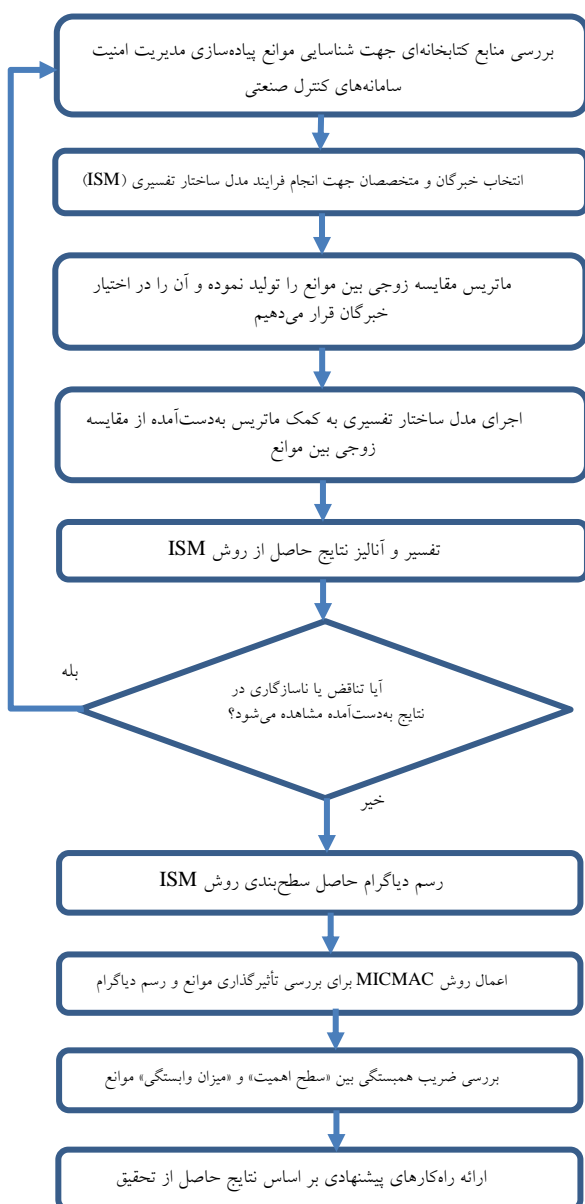 بررسی منابع کتابخانه‌ای جهت شناسایی موانع پیاده‌سازی مدیریت امنیت
سامانه‌های کنترل صنعتی
انتخاب خبرگان و متخصصان جهت انجام فرایند مدل ساختار تفسیری (ISM)
ماتریس مقایسه زوجی بین موانع را تولید نموده و آن را در اختیار
خبرگان قرار می‌دهیم
اجرای مدل ساختار تفسیری به کمک ماتریس به‌دست‌آمده از مقایسه
زوجی بین موانع
تفسیر و آنالیز نتایج حاصل از روش ISM
بله
آیا تناقض یا ناسازگاری در
نتایج به‌دست‌آمده مشاهده می‌شود؟
خیر
رسم دیاگرام حاصل سطح‌بندی روش ISM
اعمال روش MICMAC برای بررسی تأثیرگذاری موانع و رسم دیاگرام
بررسی ضریب همبستگی بین «سطح اهمیت» و «میزان وابستگی» موانع
ارائه راه‌کارهای پیشنهادی بر اساس نتایج حاصل از تحقیق